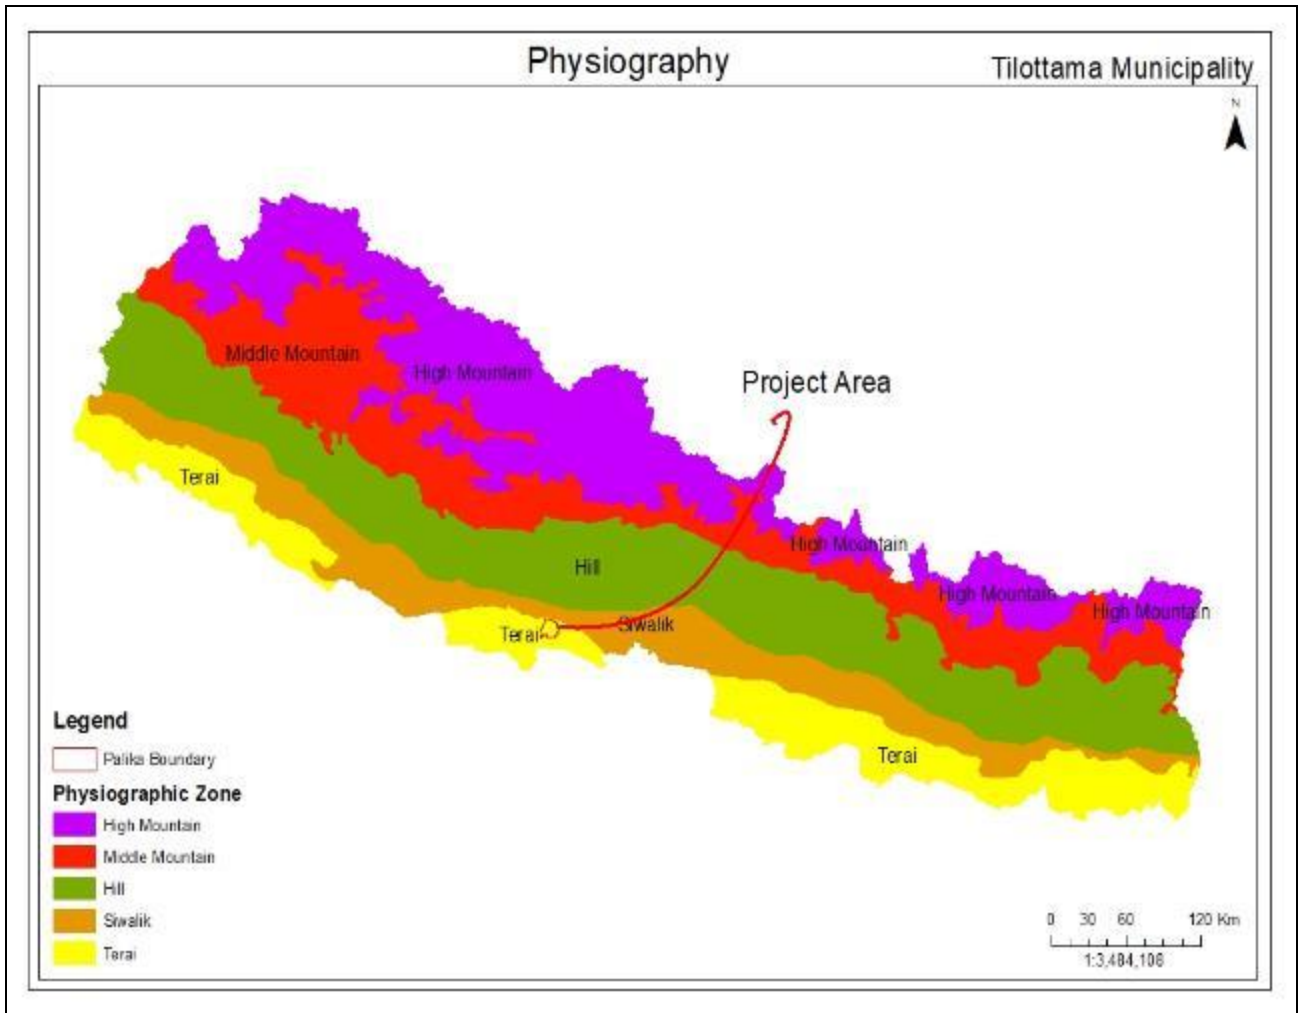 Physiography
Tilottama Municipality
N
Project Area
Middle Mountain
High Mountain
Terai
High Mountain
Hill
High Mountain
High Mountain
Siwalik
Terai
Terai
Legend
Palika Boundary
Physiographic Zone
High Mountain
Middle Mountain
Hill
Siwalik
Terai
0 30 60 120 Km
1:3,484,108